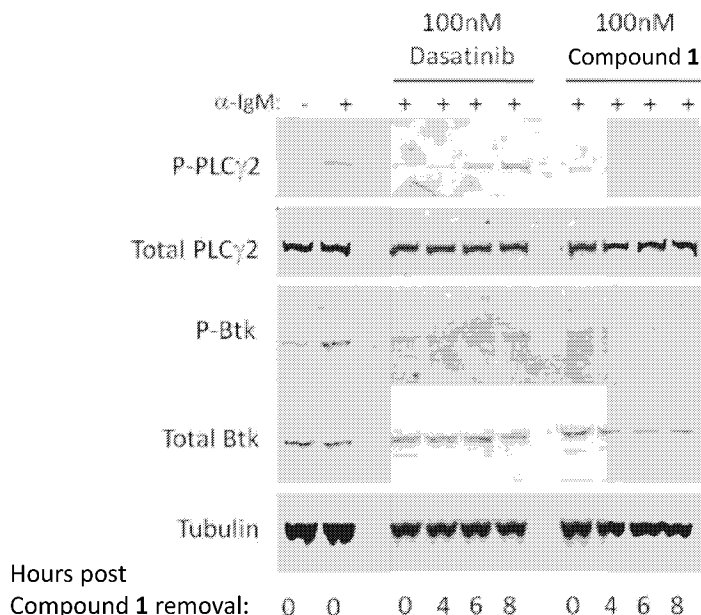 100nM 100nM
Dasatinib Compound 1
α-IgM: - + + + + + + + + +
P-PLCγ2
Total PLCγ2
P-Btk
Total Btk
Tubulin
Hours post
Compound 1 removal: 0 0 0 4 6 8 0 4 6 8